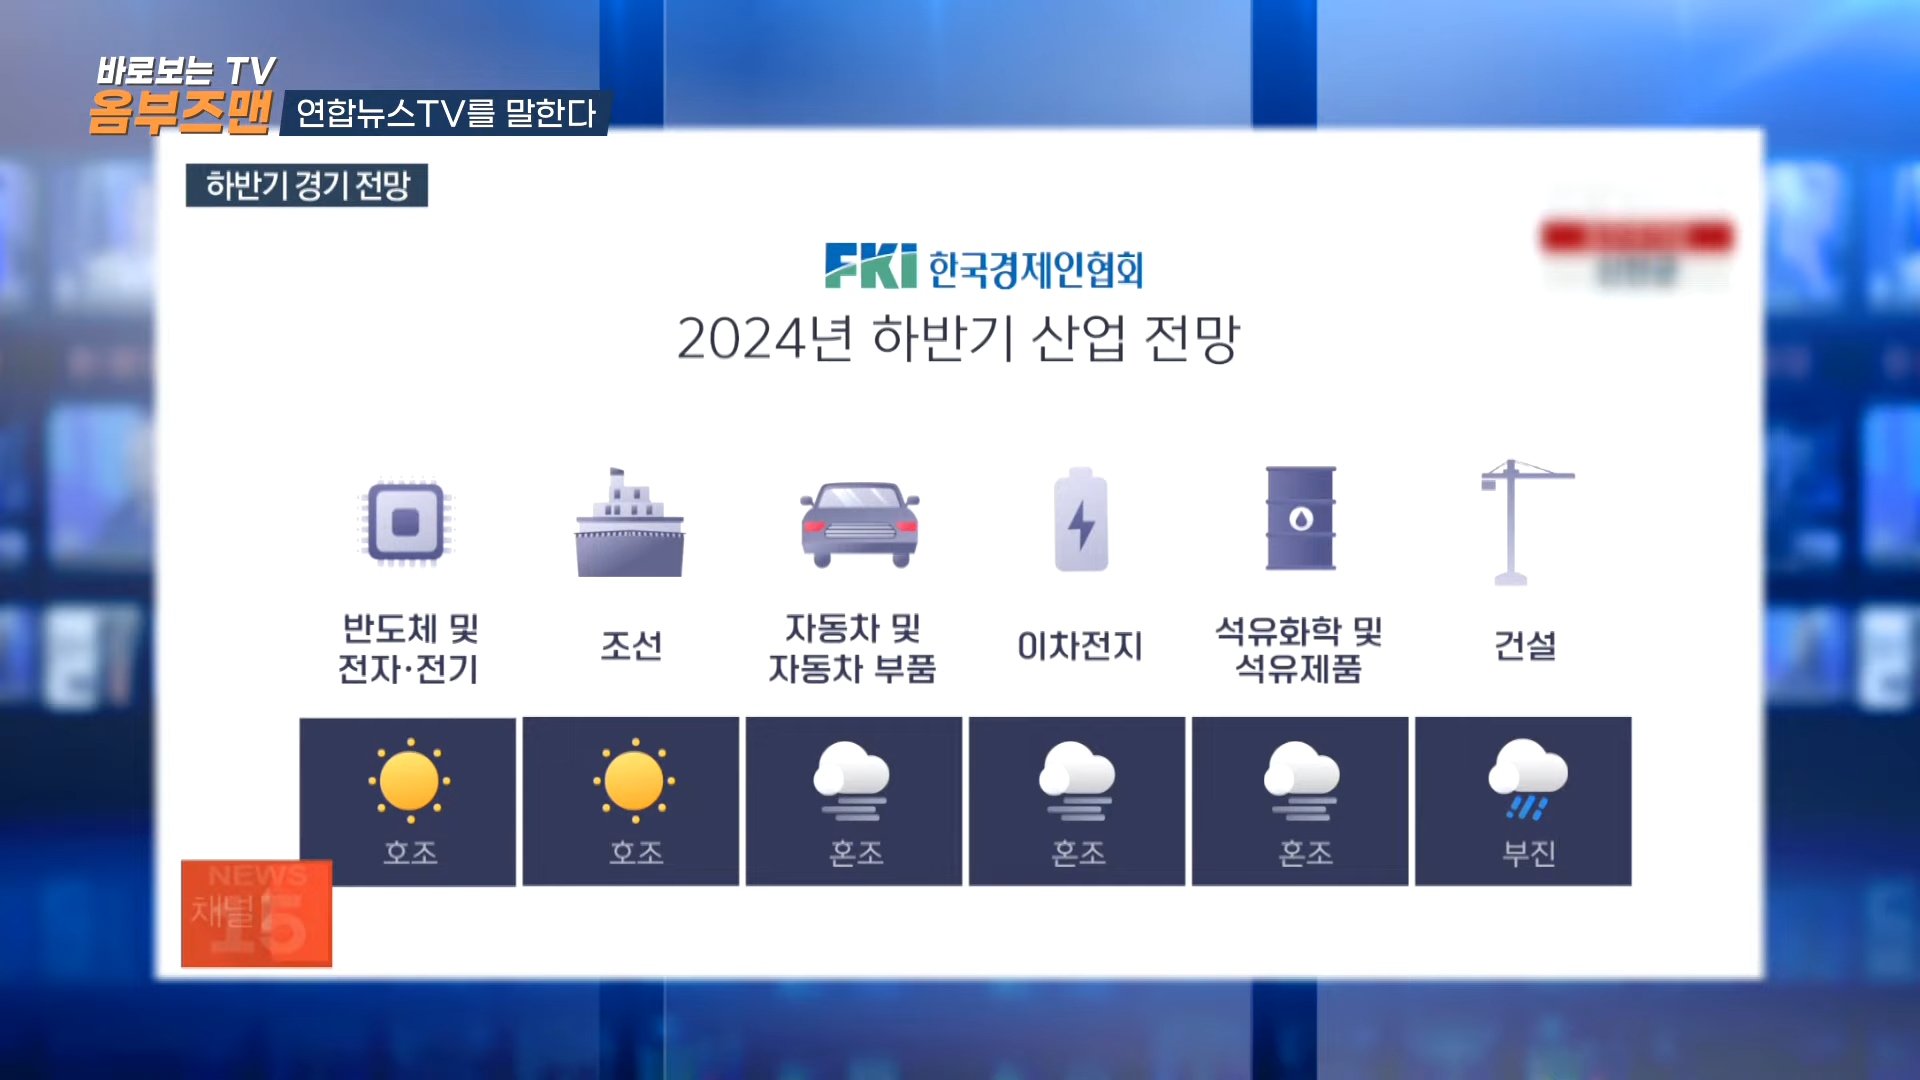 바로보는 TV
옴부즈맨
연합뉴스TV를 말한다
하반기 경기 전망
FKI 한국경제인협회
2024년 하반기 산업 전망
반도체 및
전자·전기
조선
자동차 및
자동차 부품
이차전지
석유화학 및
석유제품
건설
호조
호조
혼조
혼조
혼조
부진
NEWS
채널
15